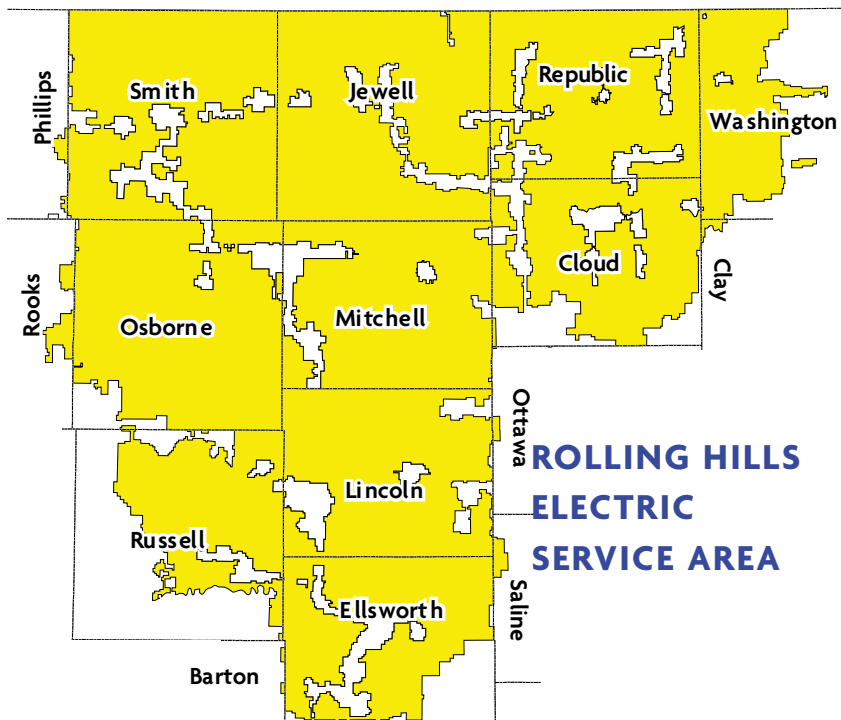 Smith
Jewell
Republic
Washington
Phillips
Rooks
Osborne
Mitchell
Cloud
Clay
Ottawa
ROLLING HILLS
ELECTRIC
SERVICE AREA
Lincoln
Russell
Ellsworth
Saline
Barton